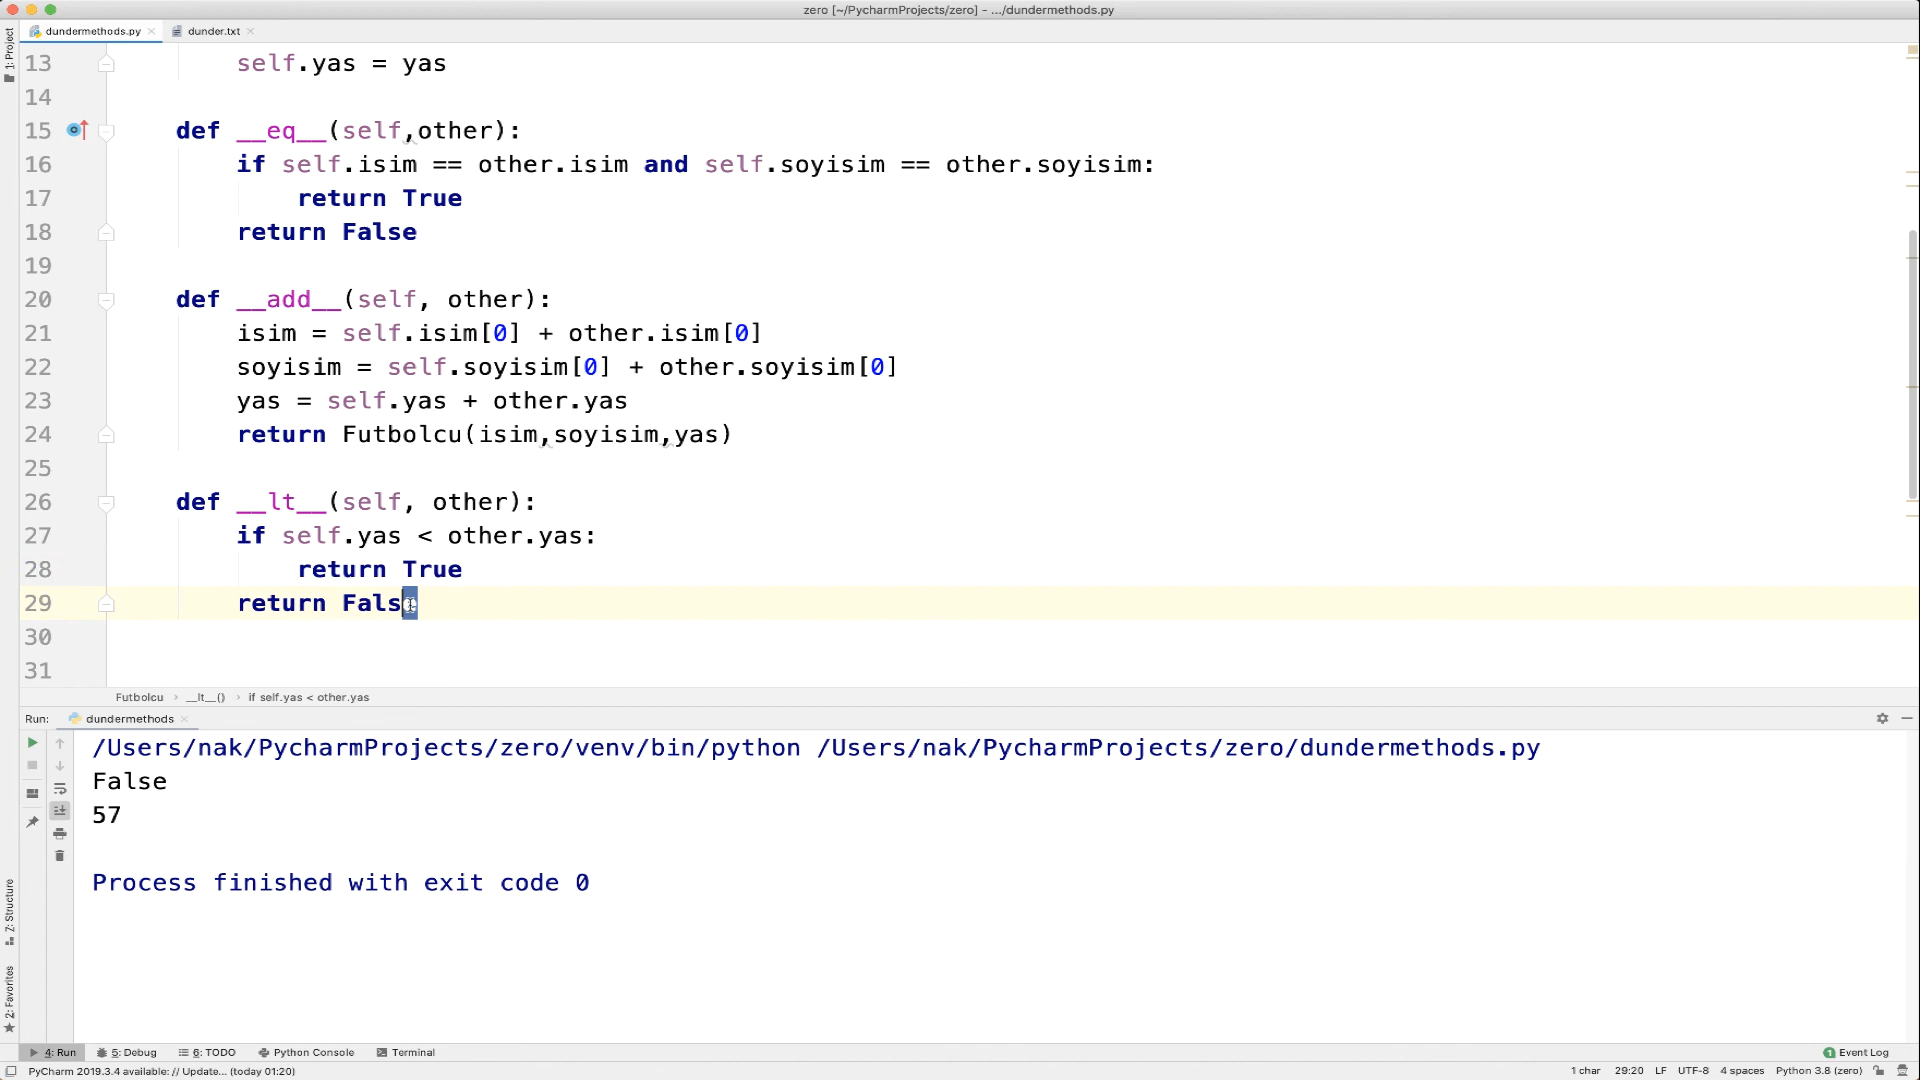 zero [~/PycharmProjects/zero] - .../dundermethods.py
dundermethods.py
dunder.txt
1: Project
13 self.yas = yas
14
15 def __eq__(self,other):
16 if self.isim == other.isim and self.soyisim == other.soyisim:
17 return True
18 return False
19
20 def __add__(self, other):
21 isim = self.isim[0] + other.isim[0]
22 soyisim = self.soyisim[0] + other.soyisim[0]
23 yas = self.yas + other.yas
24 return Futbolcu(isim,soyisim,yas)
25
26 def __lt__(self, other):
27 if self.yas < other.yas:
28 return True
29 return False
30
31
Futbolcu › __lt__() › if self.yas < other.yas
Run: dundermethods
/Users/nak/PycharmProjects/zero/venv/bin/python /Users/nak/PycharmProjects/zero/dundermethods.py
False
57
Process finished with exit code 0
Z: Structure
2: Favorites
4: Run 5: Debug 6: TODO Python Console Terminal 1 Event Log
PyCharm 2019.3.4 available: // Update... (today 01:20) 1 char 29:20 LF UTF-8 4 spaces Python 3.8 (zero)